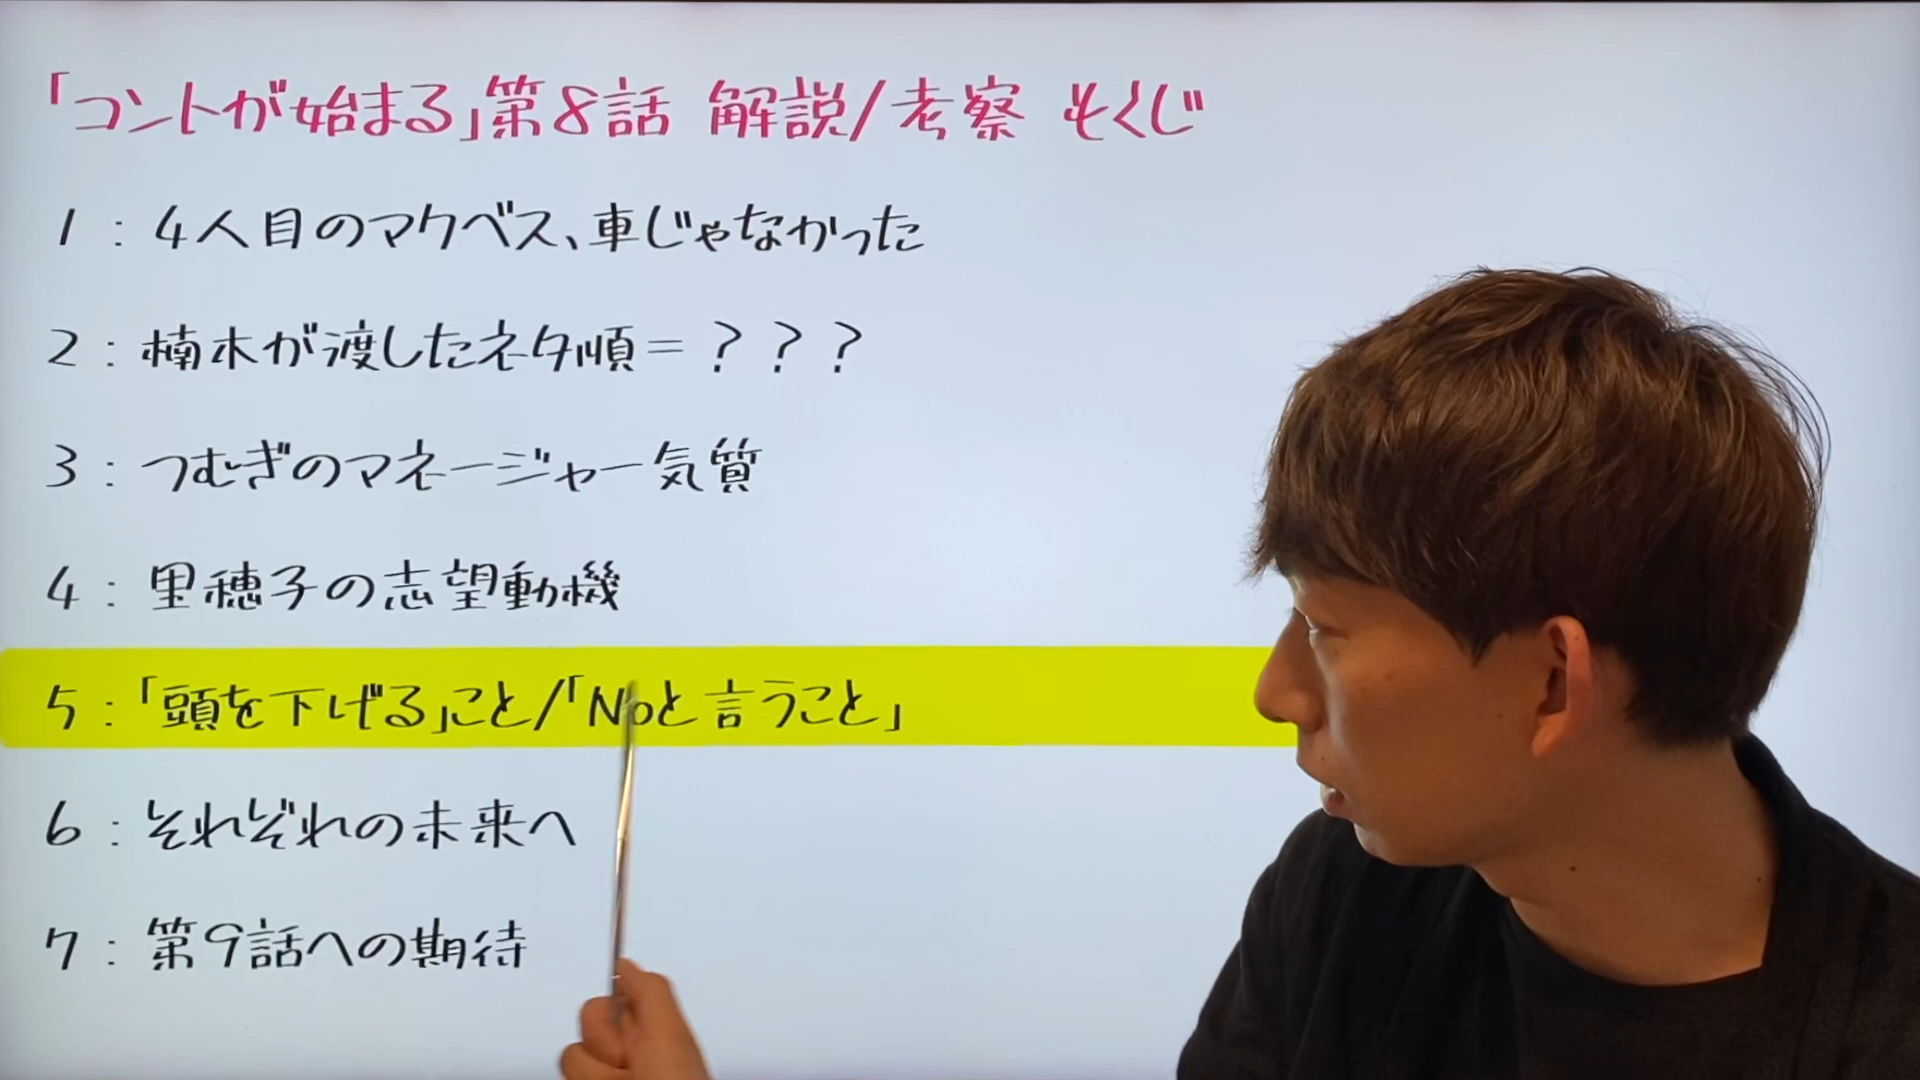 「コントが始まる」第8話 解説/考察 もくじ
1：4人目のマクベス、車じゃなかった
2：楠木が渡したネタ順＝？？？
3：つむぎのマネージャー気質
4：里穂子の志望動機
5：「頭を下げる」こと/「Noと言うこと」
6：それぞれの未来へ
7：第9話への期待